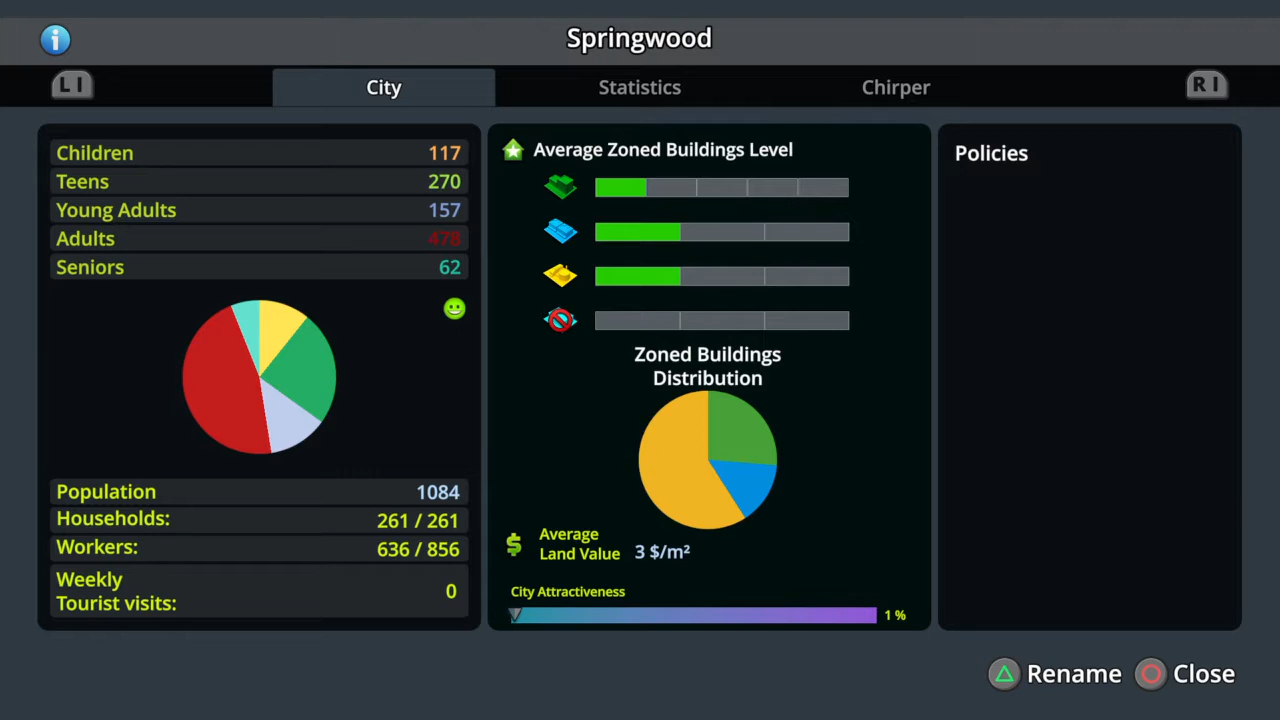 Springwood
L1
City
Statistics
Chirper
R1
Children 117
Teens 270
Young Adults 157
Adults 478
Seniors 62
Population 1084
Households: 261 / 261
Workers: 636 / 856
Weekly
Tourist visits: 0
Average Zoned Buildings Level
Zoned Buildings
Distribution
Average
Land Value 3 $/m²
City Attractiveness
1 %
Policies
Rename
Close